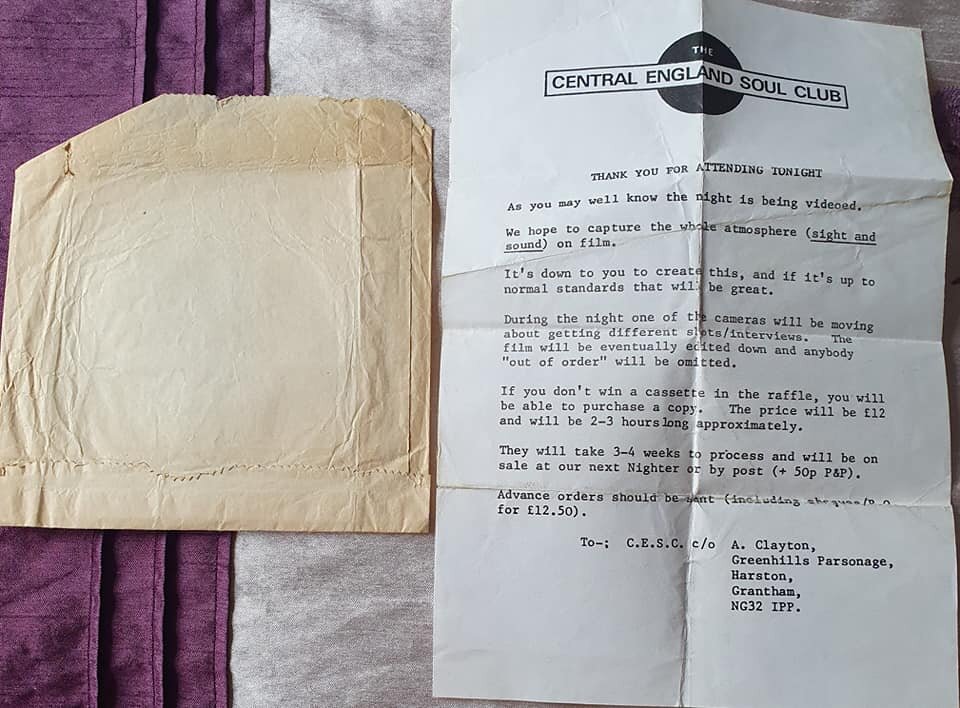 THE
CENTRAL ENGLAND SOUL CLUB
THANK YOU FOR ATTENDING TONIGHT
As you may well know the night is being videoed.
We hope to capture the whole atmosphere (sight and
sound) on film.
It's down to you to create this, and if it's up to
normal standards that will be great.
During the night one of the cameras will be moving
about getting different shots/interviews. The
film will be eventually edited down and anybody
"out of order" will be omitted.
If you don't win a cassette in the raffle, you will
be able to purchase a copy. The price will be £12
and will be 2-3 hours long approximately.
They will take 3-4 weeks to process and will be on
sale at our next Nighter or by post (+ 50p P&P).
Advance orders should be sent (including cheques/P.O
for £12.50).
To-; C.E.S.C. c/o A. Clayton,
Greenhills Parsonage,
Harston,
Grantham,
NG32 IPP.